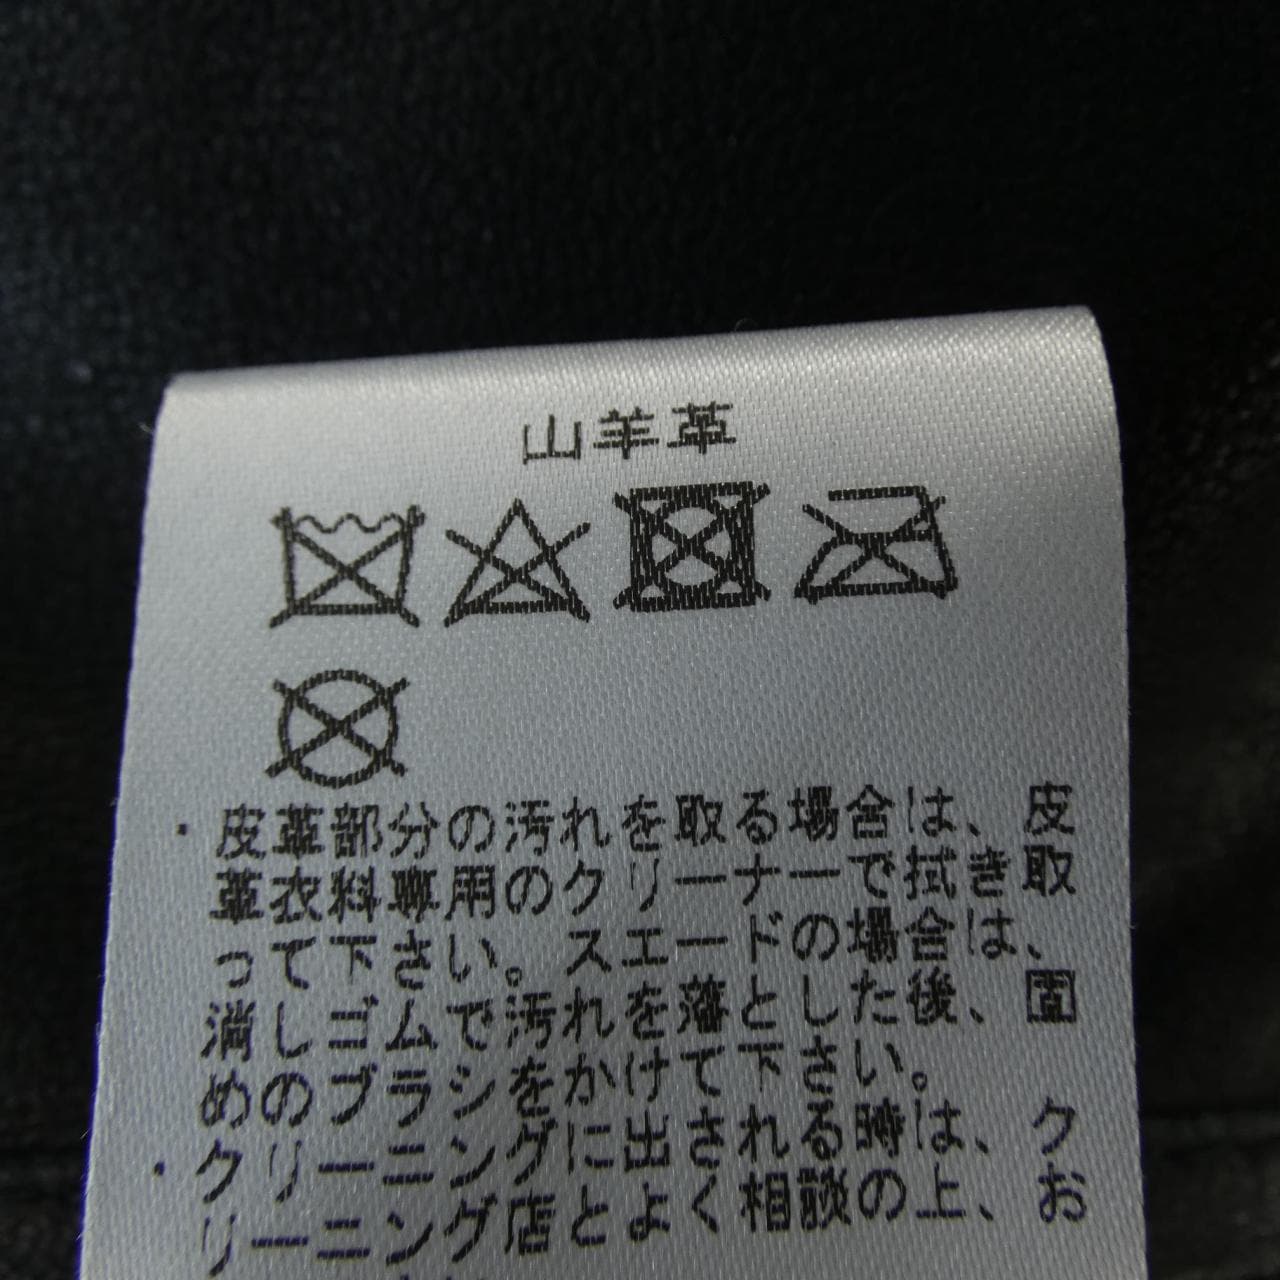 山羊革
・皮革部分の汚れを取る場合は、皮
革衣料専用のクリーナーで拭き取
って下さい。スエードの場合は、
消しゴムで汚れを落とした後、固
めのブラシをかけて下さい。
・クリーニングに出される時は、ク
リーニング店とよく相談の上、お